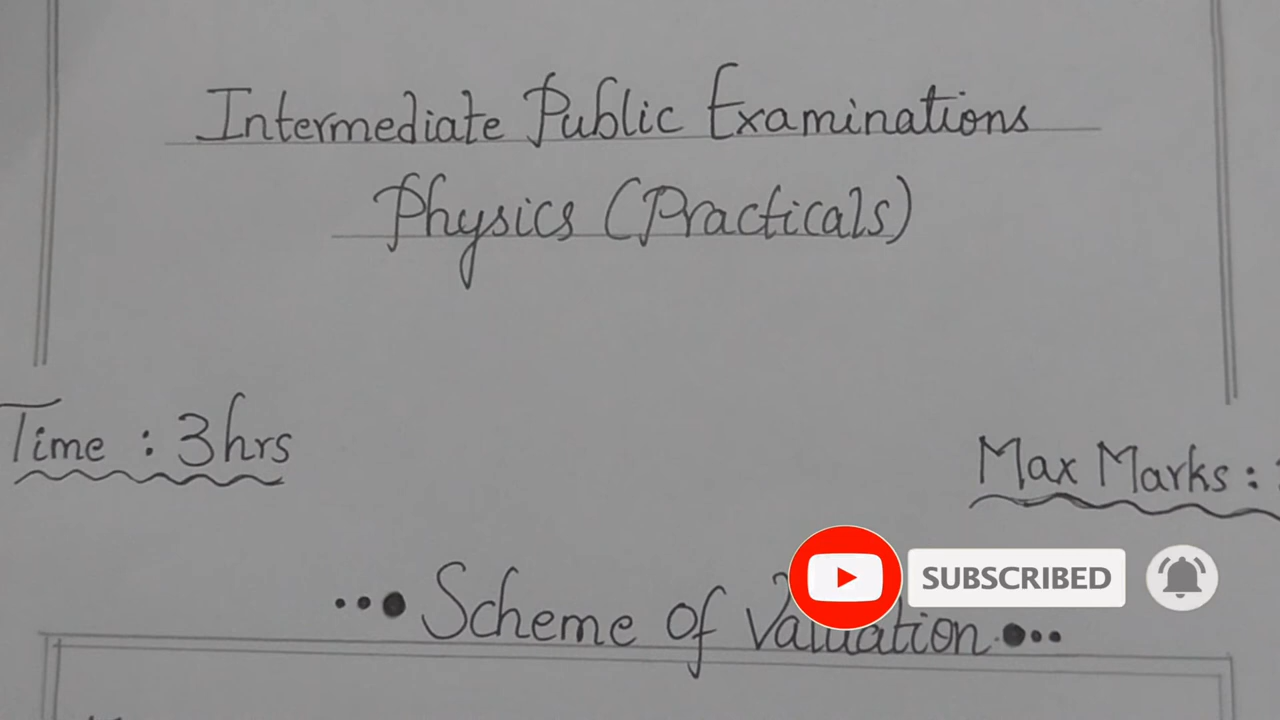 Intermediate Public Examinations
Physics (Practicals)
Time : 3hrs
Max Marks :
SUBSCRIBED
Scheme of Valuation